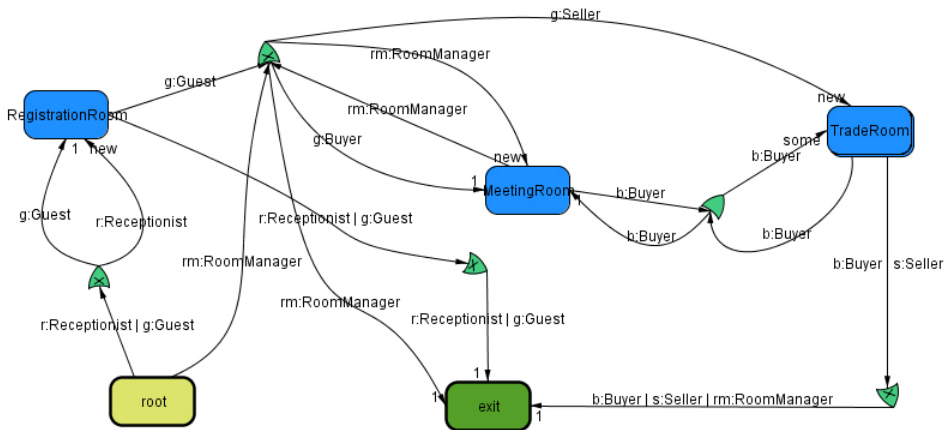 g:Seller
rm:RoomManager
g:Guest
rm:RoomManager
new
RegistrationRoom
TradeRoom
1 new
g:Buyer
some
b:Buyer
new
1
MeetingRoom
1
b:Buyer
g:Guest
r:Receptionist
r:Receptionist | g:Guest
b:Buyer
b:Buyer
rm:RoomManager
b:Buyer | s:Seller
rm:RoomManager
r:Receptionist | g:Guest
r:Receptionist | g:Guest
1
root
1
exit
b:Buyer | s:Seller | rm:RoomManager
1